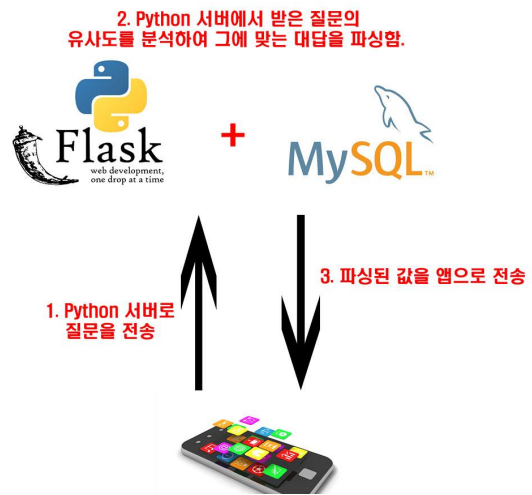 2. Python 서버에서 받은 질문의
유사도를 분석하여 그에 맞는 대답을 파싱함.
Flask
web development,
one drop at a time
+
MySQL™
3. 파싱된 값을 앱으로 전송
1. Python 서버로
질문을 전송